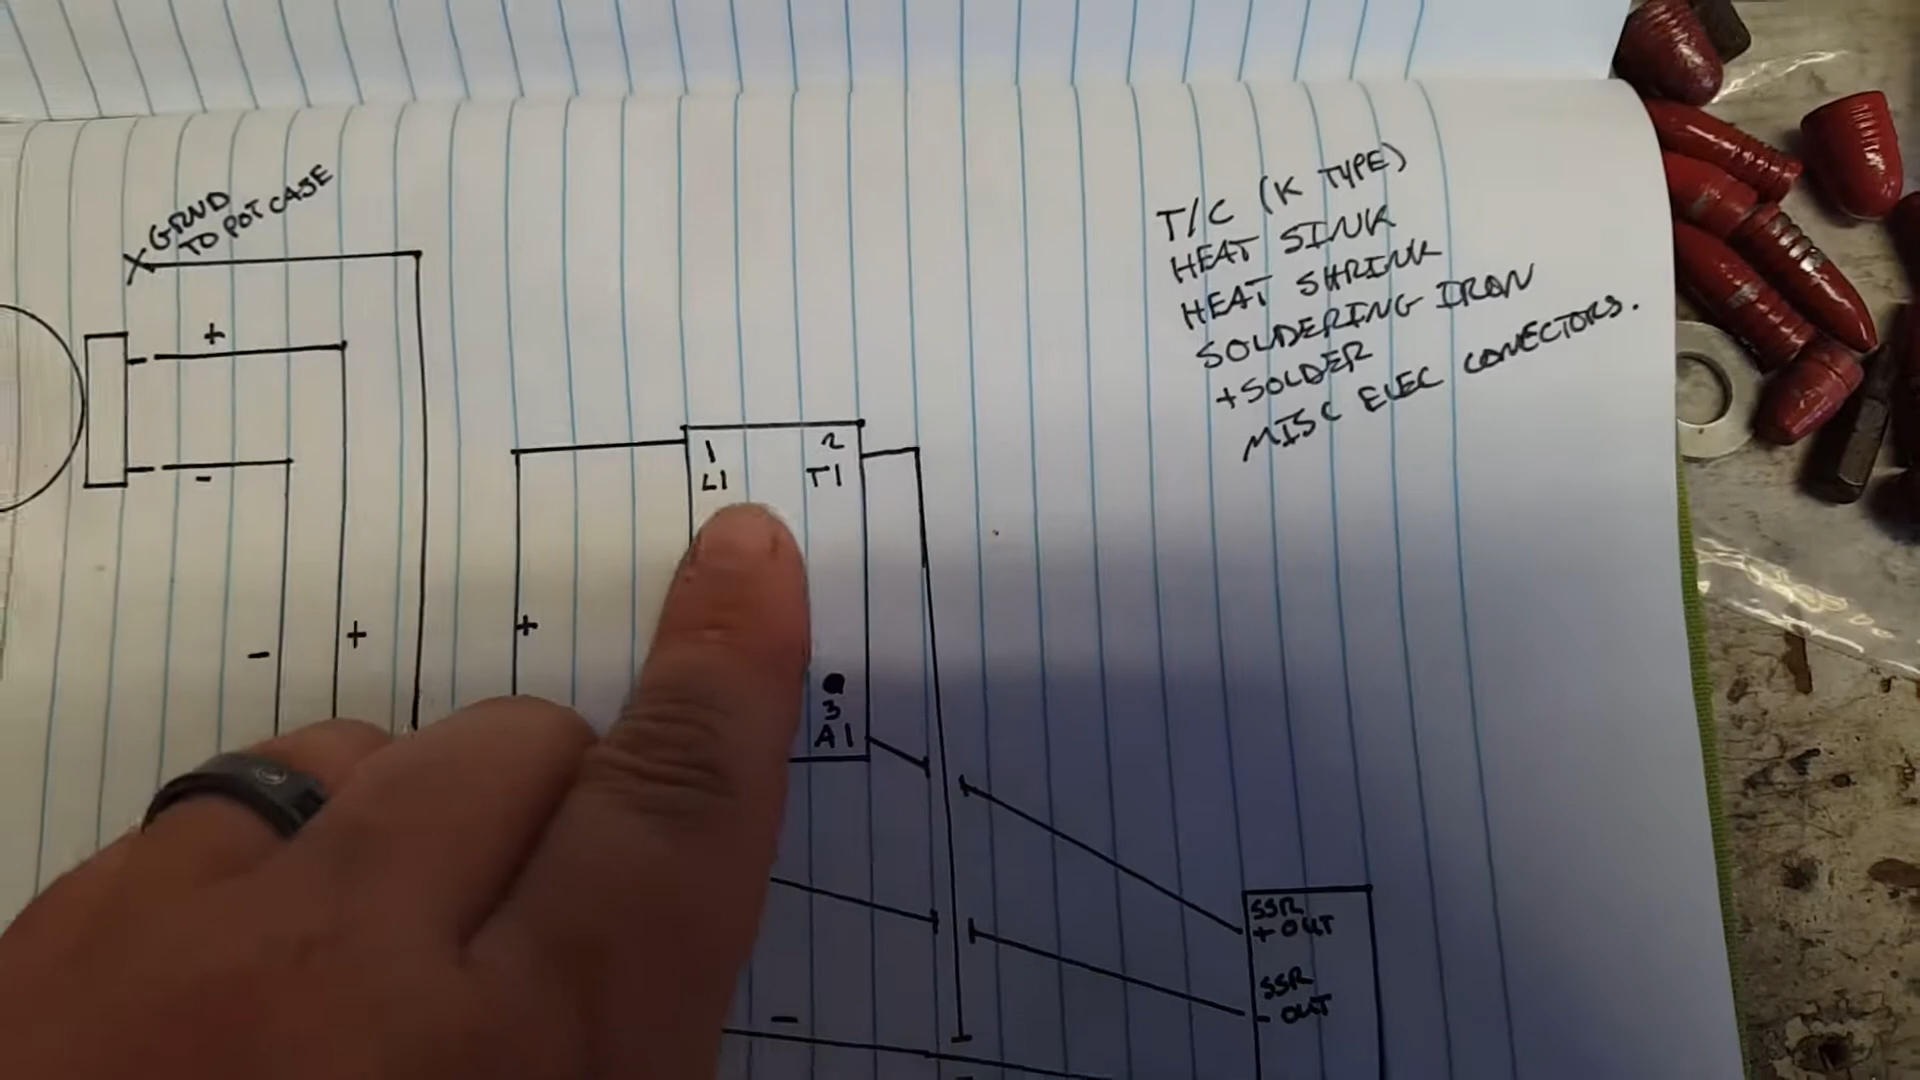 X GRND
TO POT CASE
+
-
-
+
+
1
L1
2
T1
3
A1
-
T/C (K TYPE)
HEAT SINK
HEAT SHRINK
SOLDERING IRON
+SOLDER
MISC ELEC CONECTORS.
SSR
+ OUT
SSR
- OUT